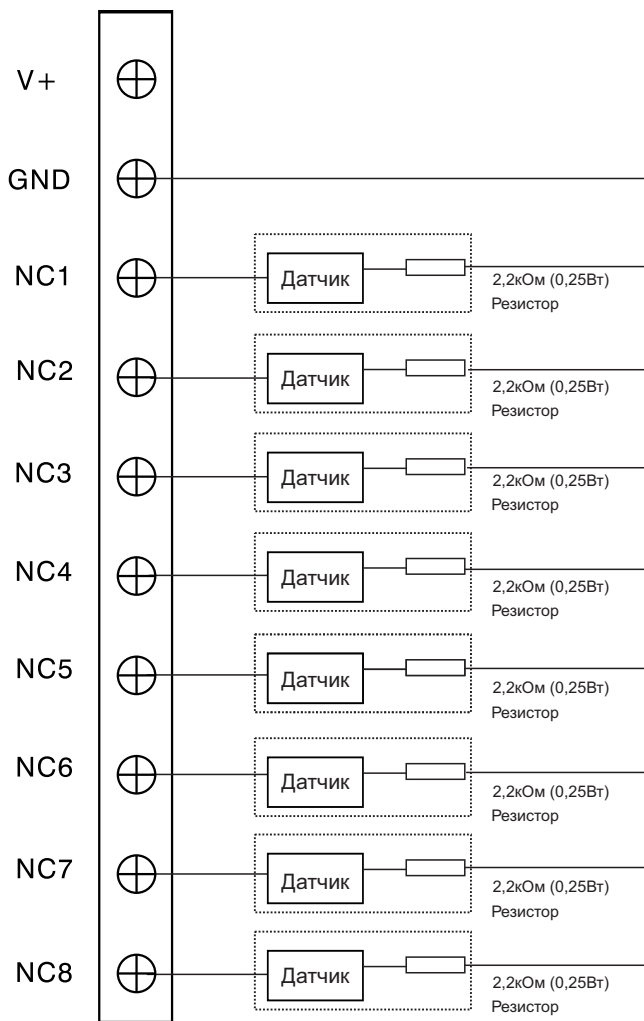 V+
GND
NC1
Датчик
2,2кОм (0,25Вт)
Резистор
NC2
Датчик
2,2кОм (0,25Вт)
Резистор
NC3
Датчик
2,2кОм (0,25Вт)
Резистор
NC4
Датчик
2,2кОм (0,25Вт)
Резистор
NC5
Датчик
2,2кОм (0,25Вт)
Резистор
NC6
Датчик
2,2кОм (0,25Вт)
Резистор
NC7
Датчик
2,2кОм (0,25Вт)
Резистор
NC8
Датчик
2,2кОм (0,25Вт)
Резистор